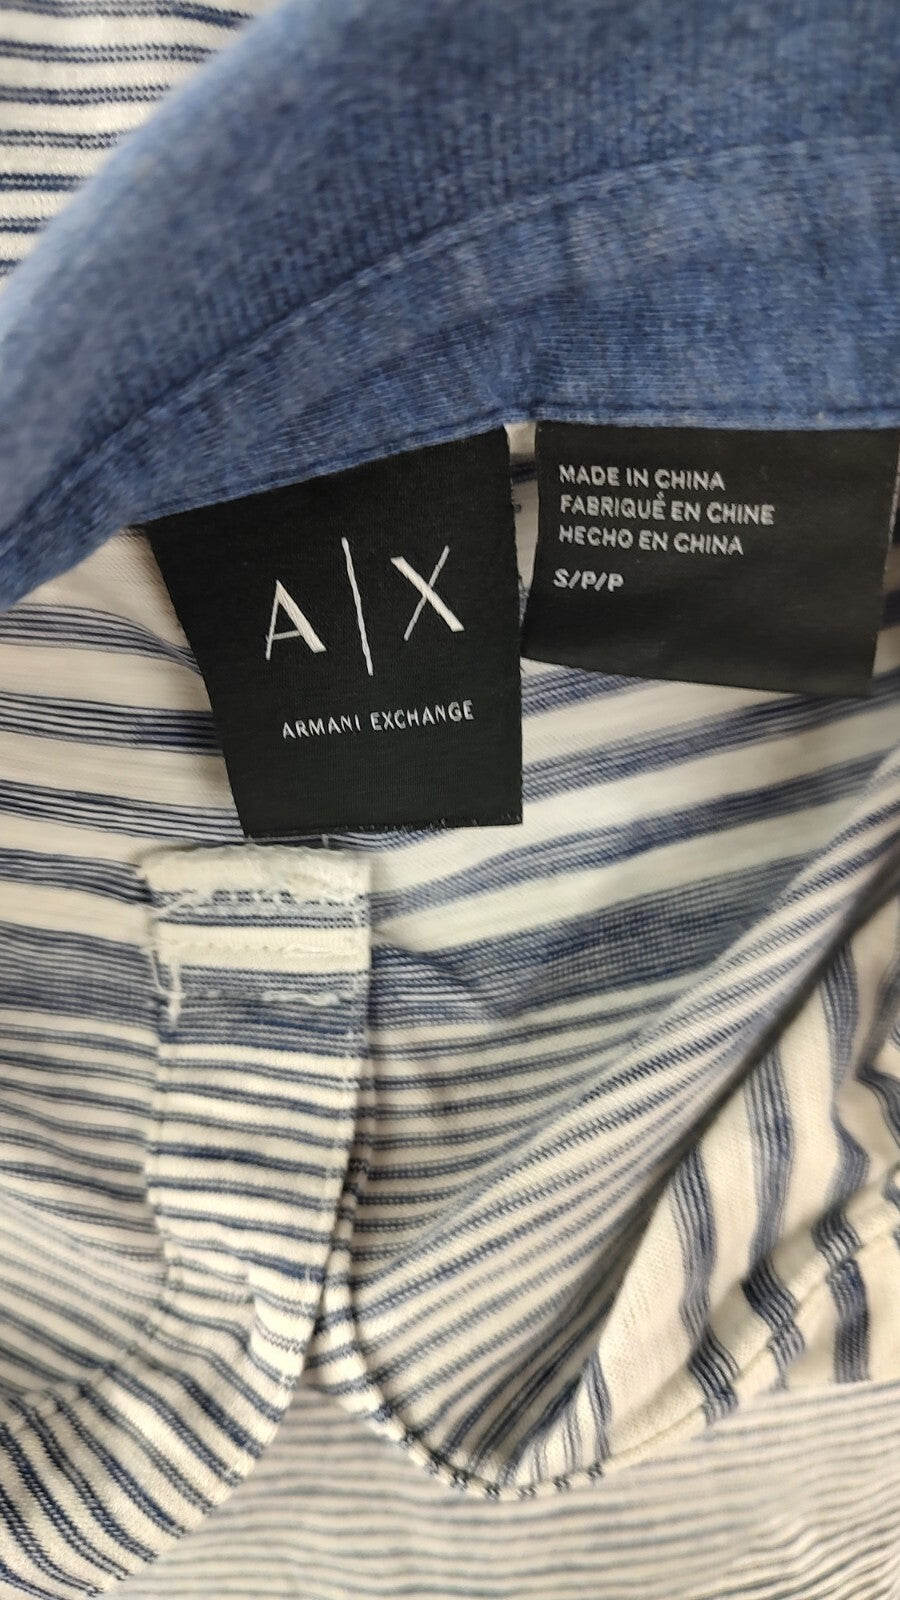 A|X
ARMANI EXCHANGE
MADE IN CHINA
FABRIQUÉ EN CHINE
HECHO EN CHINA
S/P/P